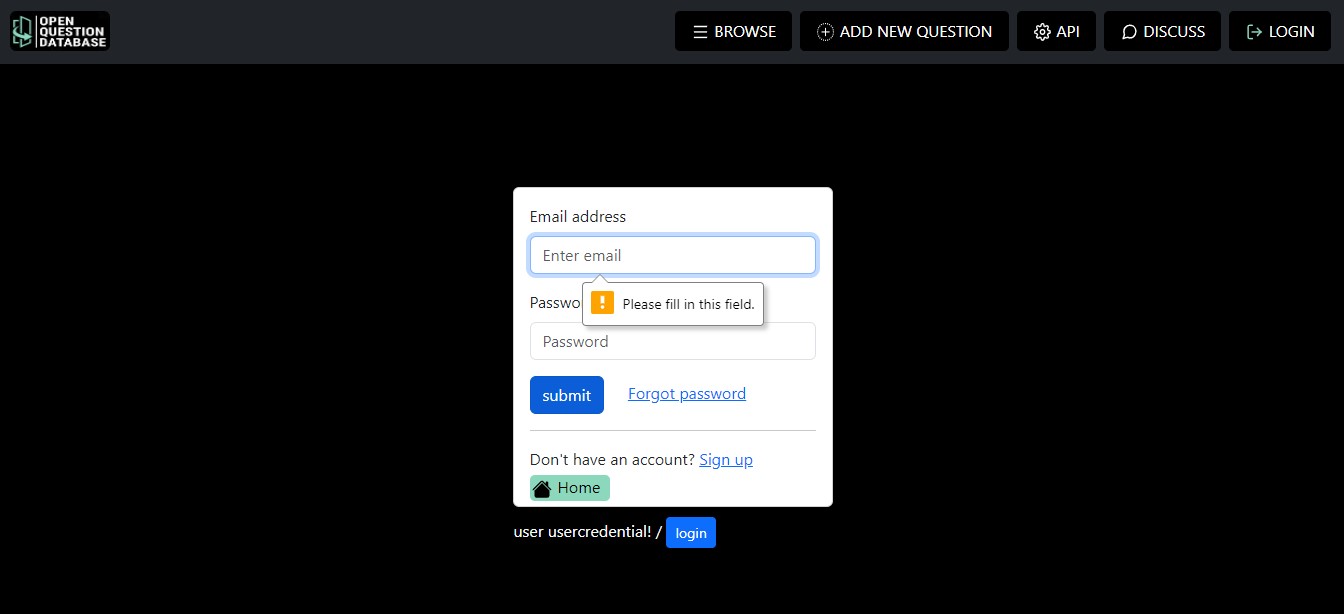 OPEN
QUESTION
DATABASE
BROWSE
ADD NEW QUESTION
API
DISCUSS
LOGIN
Email address
Enter email
Please fill in this field.
Passwo
Password
submit
Forgot password
Don't have an account? Sign up
Home
user usercredential! / login